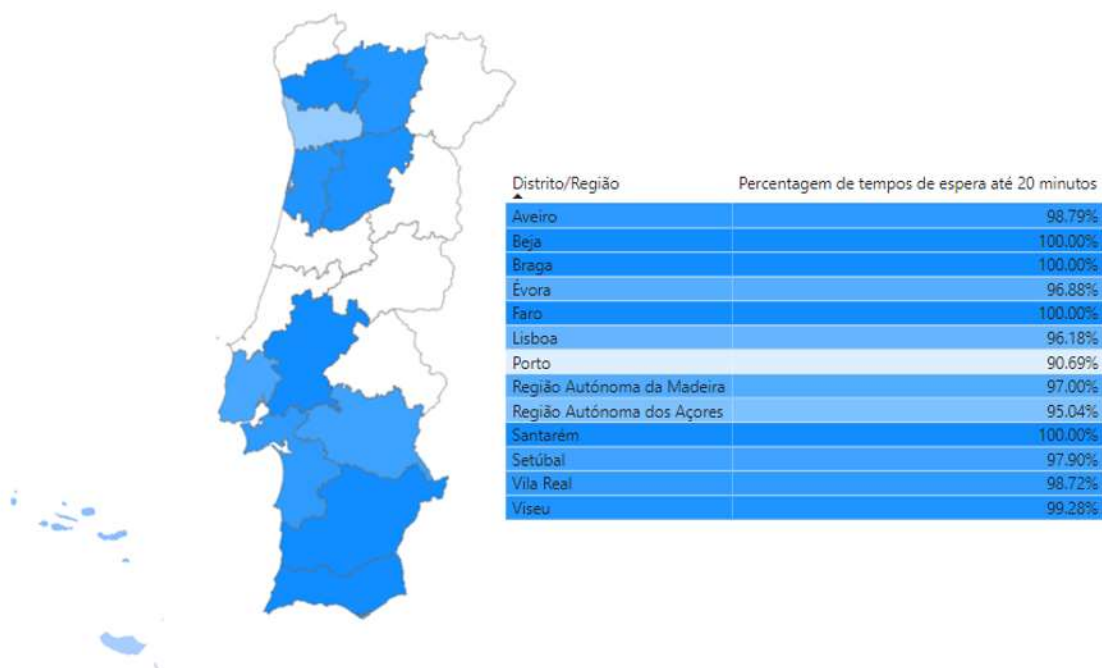 Distrito/Região Percentagem de tempos de espera até 20 minutos
Aveiro 98.79%
Beja 100.00%
Braga 100.00%
Évora 96.88%
Faro 100.00%
Lisboa 96.18%
Porto 90.69%
Região Autónoma da Madeira 97.00%
Região Autónoma dos Açores 95.04%
Santarém 100.00%
Setúbal 97.90%
Vila Real 98.72%
Viseu 99.28%